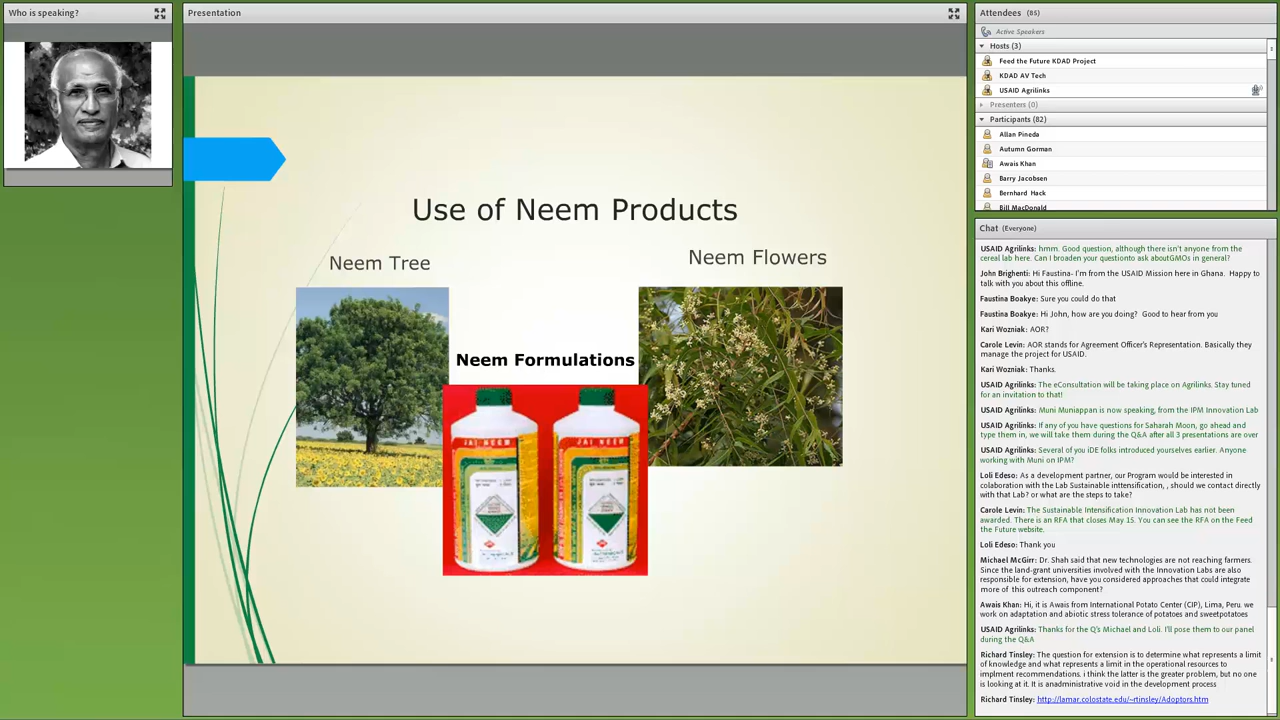 Who is speaking?
Presentation
Use of Neem Products
Neem Tree
Neem Flowers
Neem Formulations
JAI NEEM
JAI NEEM
Attendees (85)
Active Speakers
Hosts (3)
Feed the Future KDAD Project
KDAD AV Tech
USAID Agrilinks
Presenters (0)
Participants (82)
Allan Pineda
Autumn Gorman
Awais Khan
Barry Jacobsen
Bernhard Hack
Bill MacDonald
Chat (Everyone)
USAID Agrilinks: hmm. Good question, although there isn't anyone from the
cereal lab here. Can I broaden your questionto ask aboutGMOs in general?
John Brighenti: Hi Faustina- I'm from the USAID Mission here in Ghana. Happy to
talk with you about this offline.
Faustina Boakye: Sure you could do that
Faustina Boakye: Hi John, how are you doing? Good to hear from you
Kari Wozniak: AOR?
Carole Levin: AOR stands for Agreement Officer's Representation. Basically they
manage the project for USAID.
Kari Wozniak: Thanks.
USAID Agrilinks: The eConsultation will be taking place on Agrilinks. Stay tuned
for an invitation to that!
USAID Agrilinks: Muni Muniappan is now speaking, from the IPM Innovation Lab
USAID Agrilinks: If any of you have questions for Saharah Moon, go ahead and
type them in, we will take them during the Q&A after all 3 presentations are over
USAID Agrilinks: Several of you iDE folks introduced yourselves earlier. Anyone
working with Muni on IPM?
Loli Edeso: As a development partner, our Program would be interested in
colaboration with the Lab Sustainable inttensification, , should we contact directly
with that Lab? or what are the steps to take?
Carole Levin: The Sustainable Intensification Innovation Lab has not been
awarded. There is an RFA that closes May 15. You can see the RFA on the Feed
the Future website.
Loli Edeso: Thank you
Michael McGirr: Dr. Shah said that new technologies are not reaching farmers.
Since the land-grant universities involved with the Innovation Labs are also
responsible for extension, have you considered approaches that could integrate
more of this outreach component?
Awais Khan: Hi, it is Awais from International Potato Center (CIP), Lima, Peru. we
work on adaptation and abiotic stress tolerance of potatoes and sweetpotatoes
USAID Agrilinks: Thanks for the Q's Michael and Loli. I'll pose them to our panel
during the Q&A
Richard Tinsley: The question for extension is to determine what represents a limit
of knowledge and what represents a limit in the operational resources to
implment recommendations. i think the latter is the greater problem, but no one
is looking at it. It is anadministrative void in the development process
Richard Tinsley: http://lamar.colostate.edu/~rtinsley/Adoptors.htm